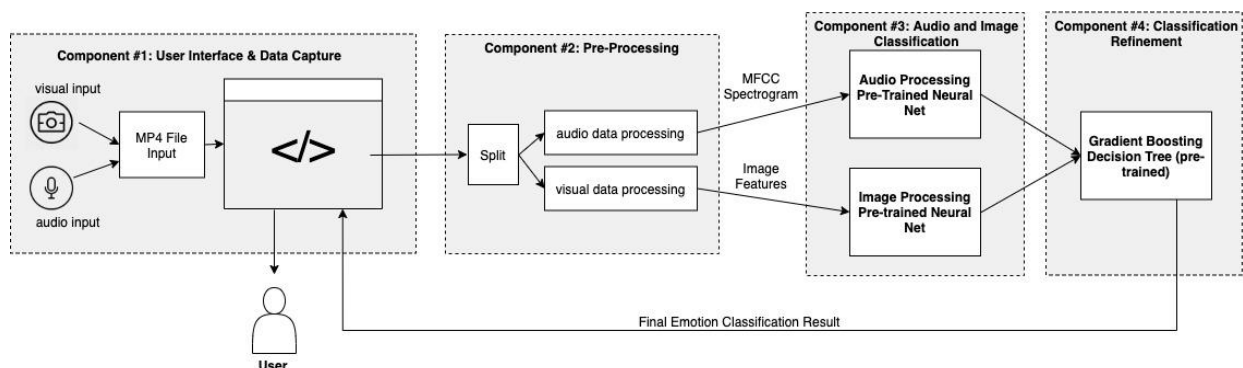 Component #1: User Interface & Data Capture
visual input
MP4 File
Input
</>
audio input
User
Component #2: Pre-Processing
Split
audio data processing
visual data processing
MFCC
Spectrogram
Image
Features
Component #3: Audio and Image
Classification
Audio Processing
Pre-Trained Neural
Net
Image Processing
Pre-trained Neural
Net
Component #4: Classification
Refinement
Gradient Boosting
Decision Tree (pre-
trained)
Final Emotion Classification Result